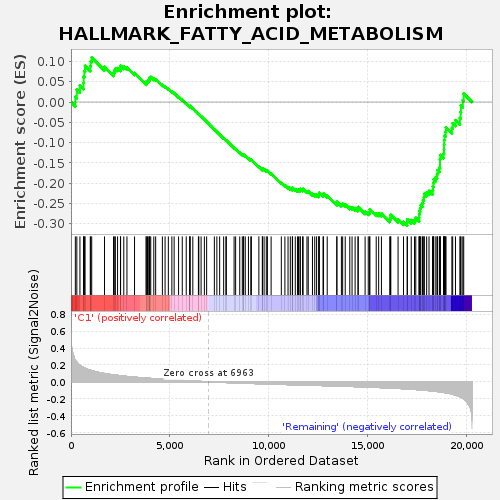 Enrichment plot:
HALLMARK_FATTY_ACID_METABOLISM
Enrichment score (ES)
0.10
0.05
0.00
-0.05
-0.10
-0.15
-0.20
-0.25
-0.30
'C1' (positively correlated)
Ranked list metric (Signal2Noise)
0.8
0.6
0.4
0.2
0.0
-0.2
-0.4
-0.6
Zero cross at 6963
'Remaining' (negatively correlated)
0
5,000
10,000
15,000
20,000
Rank in Ordered Dataset
Enrichment profile
Hits
Ranking metric scores